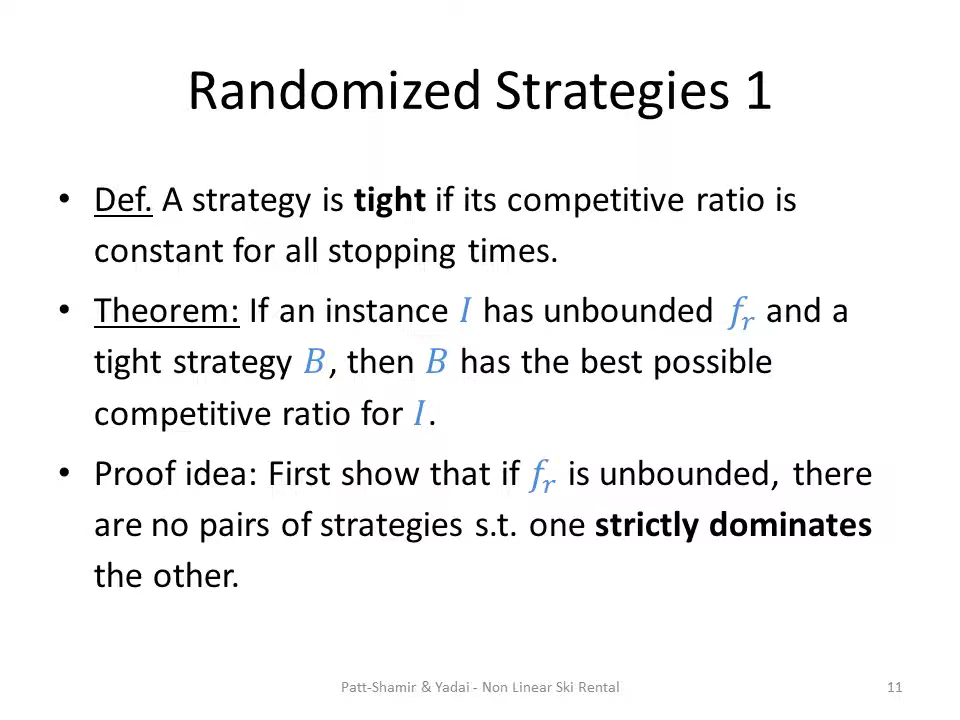 Randomized Strategies 1
• Def. A strategy is tight if its competitive ratio is
constant for all stopping times.
• Theorem: If an instance I has unbounded f_r and a
tight strategy B, then B has the best possible
competitive ratio for I.
• Proof idea: First show that if f_r is unbounded, there
are no pairs of strategies s.t. one strictly dominates
the other.
Patt-Shamir & Yadai - Non Linear Ski Rental
11